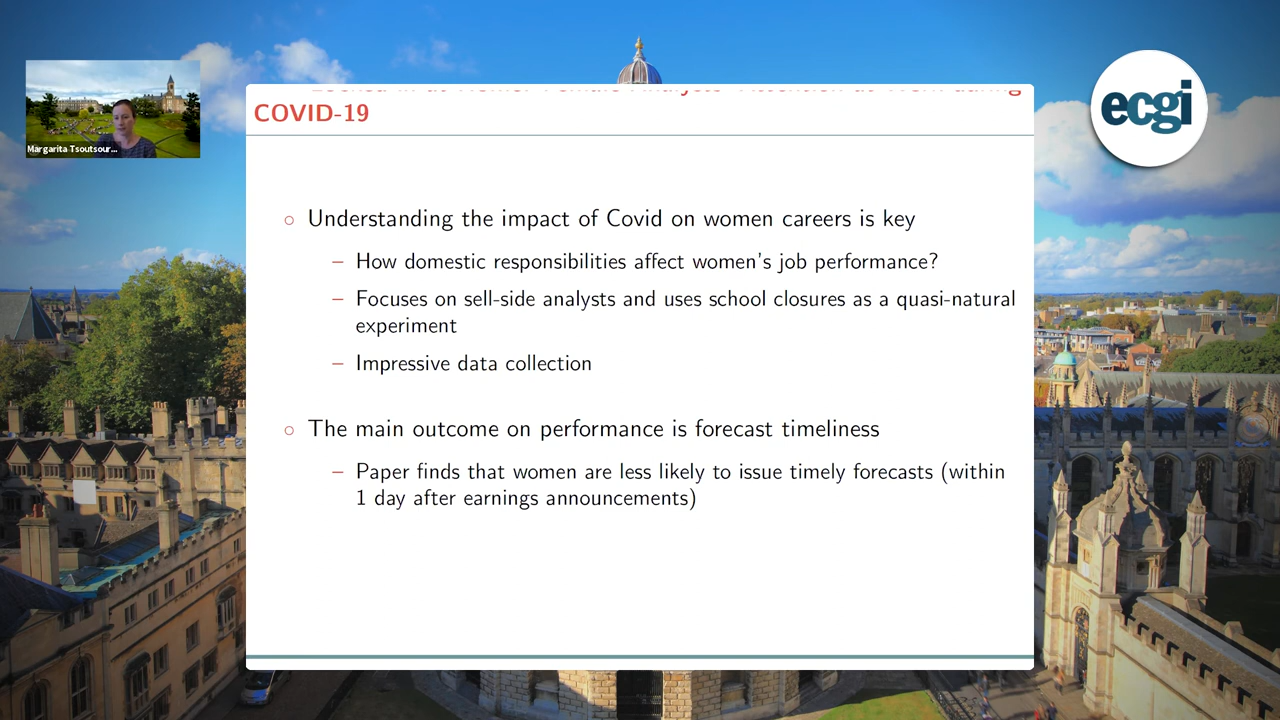 ecgi
Margarita Tsoutsour...
COVID-19
Understanding the impact of Covid on women careers is key
– How domestic responsibilities affect women's job performance?
– Focuses on sell-side analysts and uses school closures as a quasi-natural
experiment
– Impressive data collection
The main outcome on performance is forecast timeliness
– Paper finds that women are less likely to issue timely forecasts (within
1 day after earnings announcements)